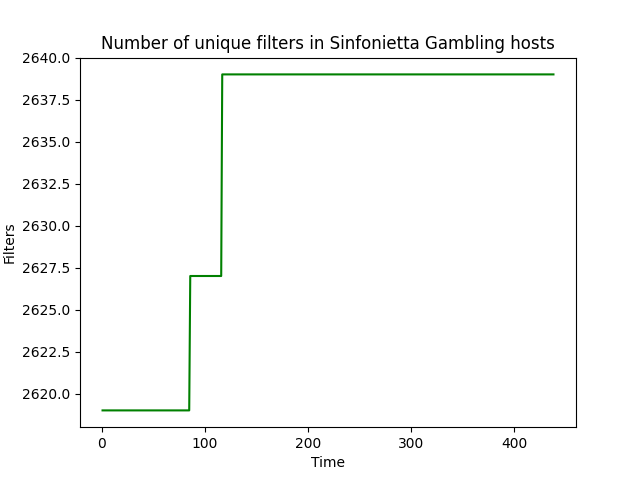 Number of unique filters in Sinfonietta Gambling hosts
2640.0
2637.5
2635.0
2632.5
2630.0
2627.5
2625.0
2622.5
2620.0
Filters
0 100 200 300 400
Time